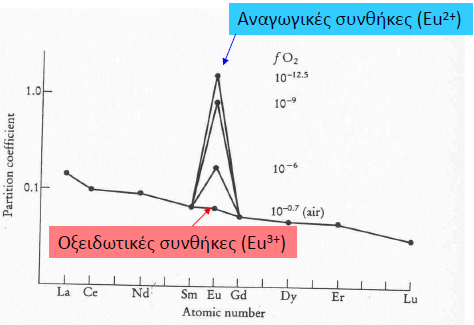 Αναγωγικές συνθήκες (Eu2+)
f O2
10−12.5
10−9
10−6
10−0.7 (air)
Partition coefficient
1.0
0.1
Οξειδωτικές συνθήκες (Eu3+)
La Ce Nd Sm Eu Gd Dy Er Lu
Atomic number